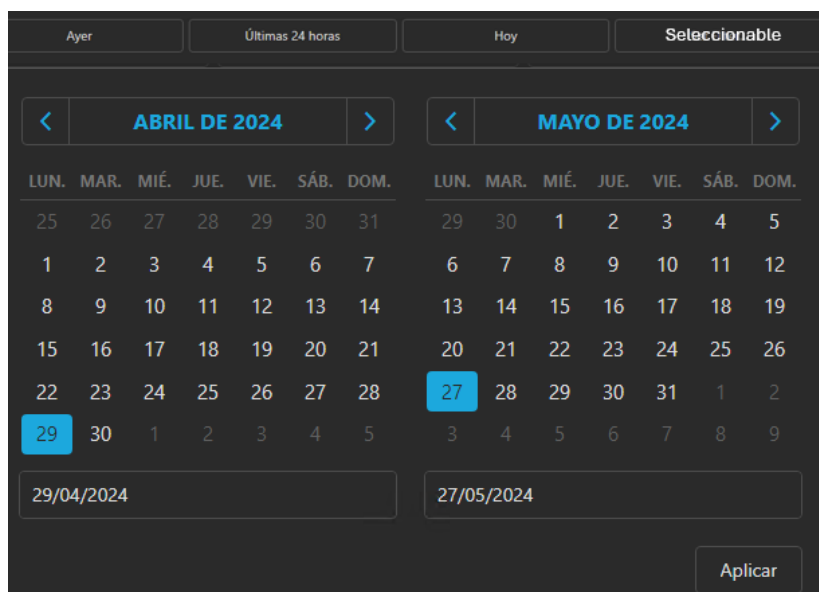 Ayer Últimas 24 horas Hoy Seleccionable
ABRIL DE 2024 MAYO DE 2024
LUN. MAR. MIÉ. JUE. VIE. SÁB. DOM. LUN. MAR. MIÉ. JUE. VIE. SÁB. DOM.
25 26 27 28 29 30 31 29 30 1 2 3 4 5
1 2 3 4 5 6 7 6 7 8 9 10 11 12
8 9 10 11 12 13 14 13 14 15 16 17 18 19
15 16 17 18 19 20 21 20 21 22 23 24 25 26
22 23 24 25 26 27 28 27 28 29 30 31 1 2
29 30 1 2 3 4 5 3 4 5 6 7 8 9
29/04/2024 27/05/2024
Aplicar